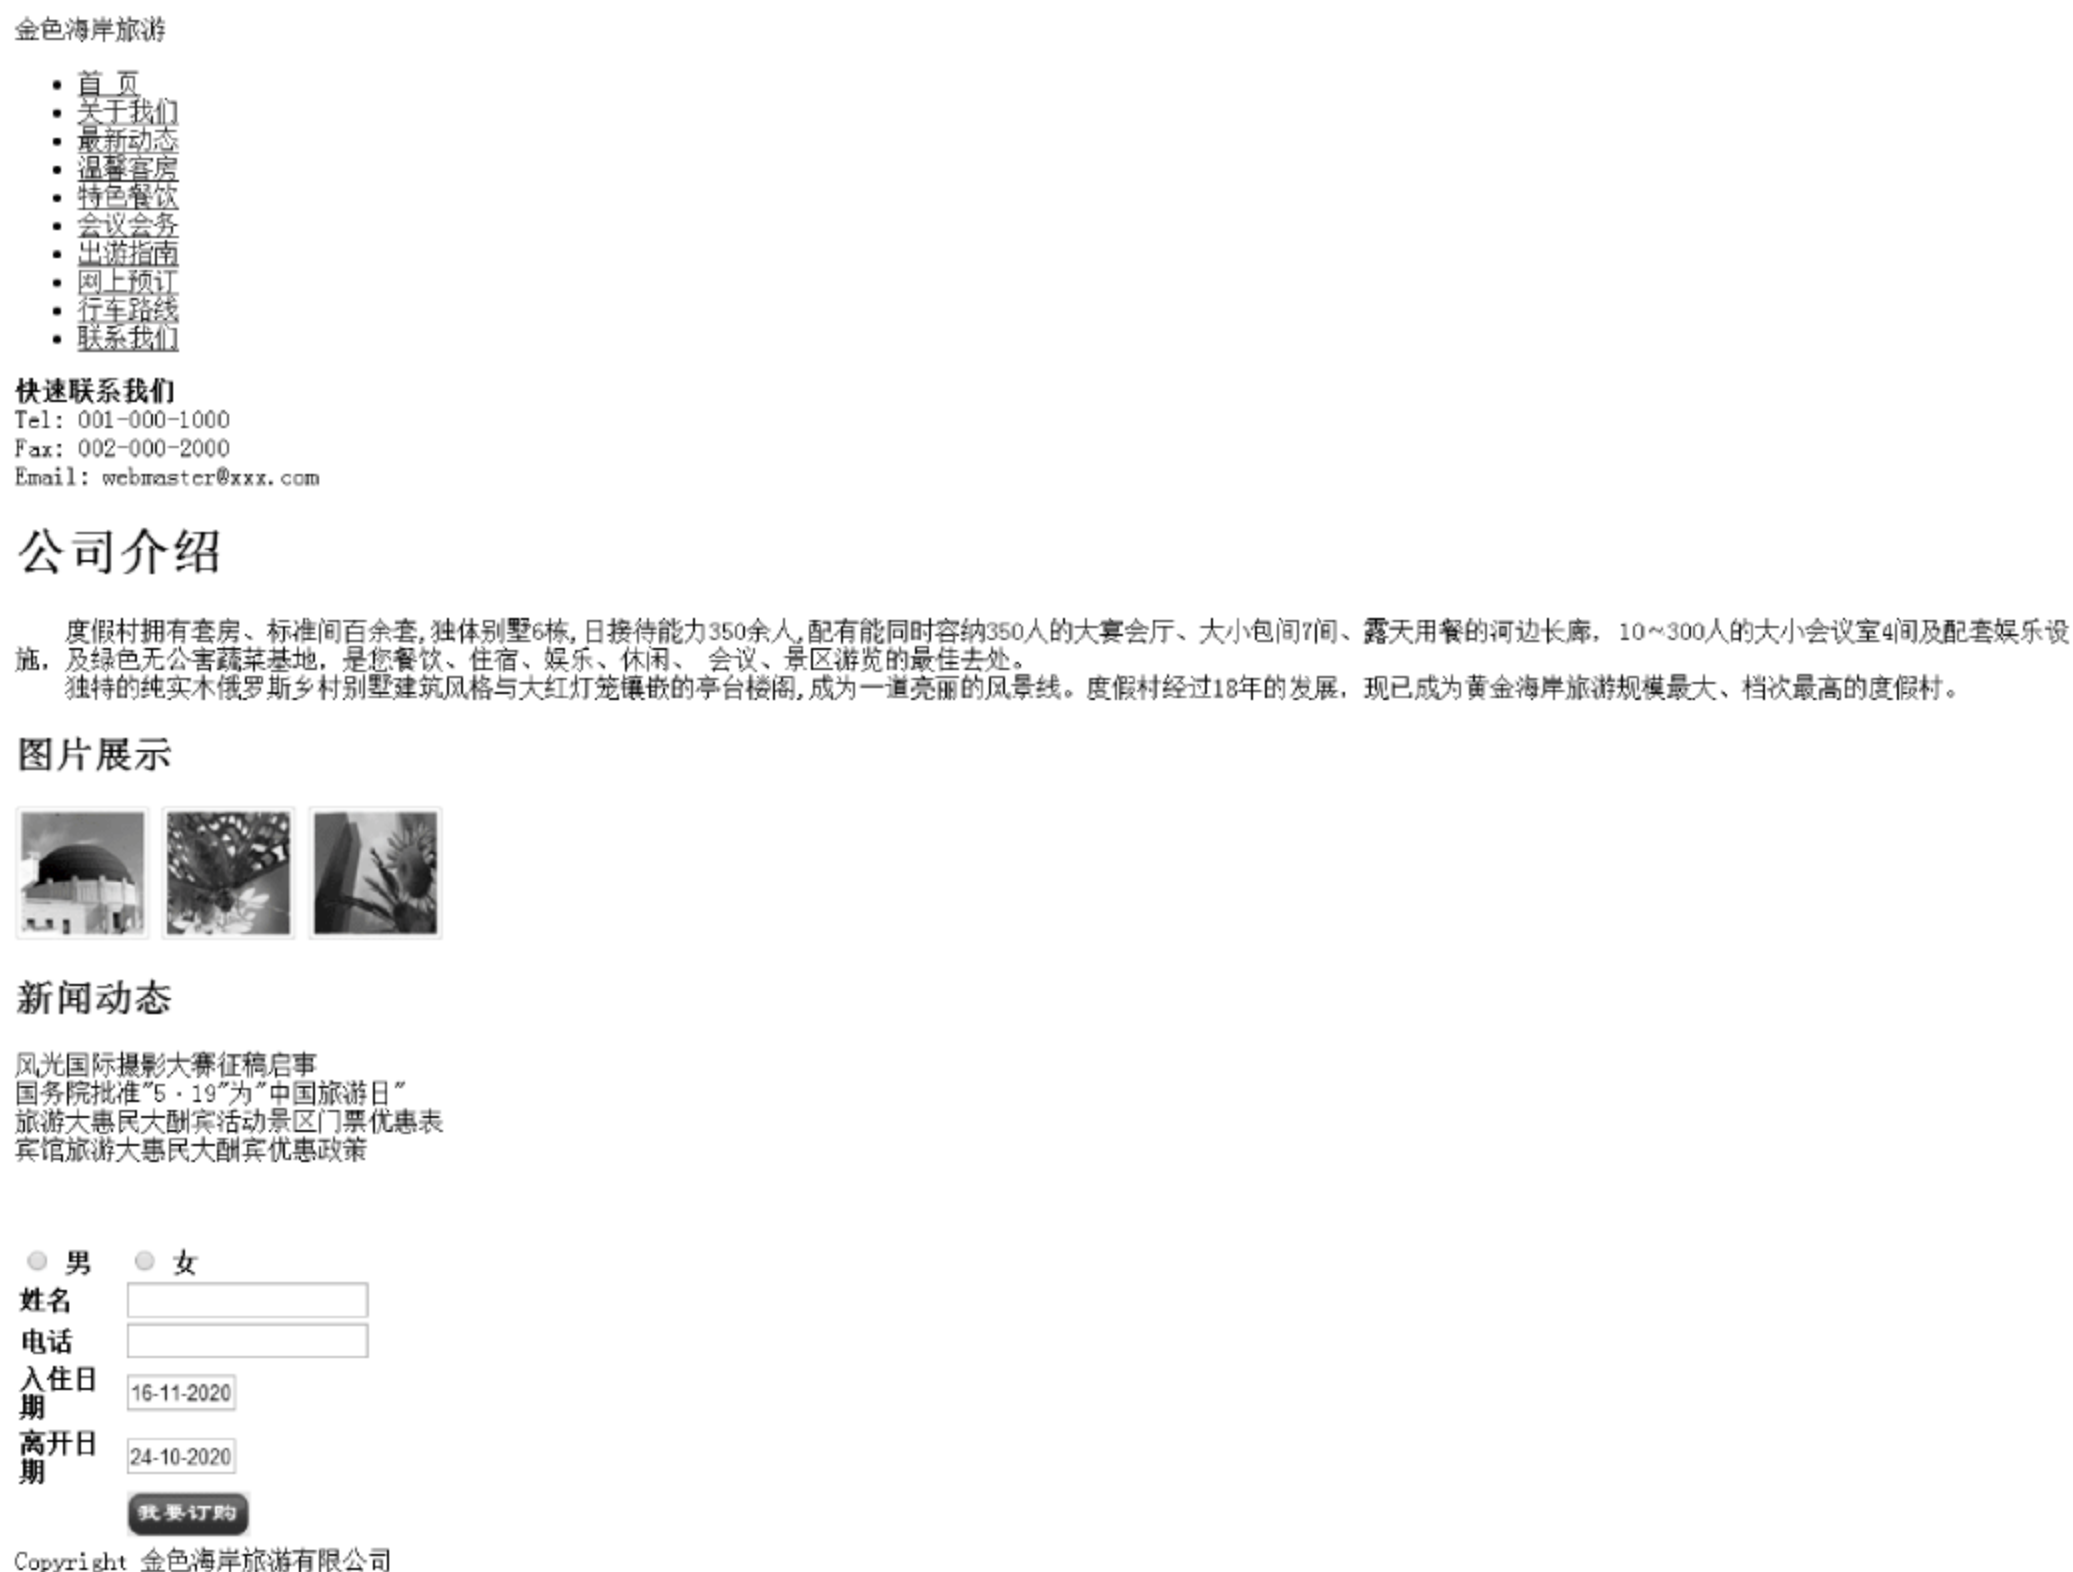 金色海岸旅游
首 页
关于我们
最新动态
温馨客房
特色餐饮
会议会务
出游指南
网上预订
行车路线
联系我们
快速联系我们
Tel: 001-000-1000
Fax: 002-000-2000
Email: webmaster@xxx.com
公司介绍
度假村拥有套房、标准间百余套,独体别墅6栋,日接待能力350余人,配有能同时容纳350人的大宴会厅、大小包间7间、露天用餐的河边长廊，10~300人的大小会议室4间及配套娱乐设
施，及绿色无公害蔬菜基地，是您餐饮、住宿、娱乐、休闲、 会议、景区游览的最佳去处。
独特的纯实木俄罗斯乡村别墅建筑风格与大红灯笼镶嵌的亭台楼阁,成为一道亮丽的风景线。度假村经过18年的发展，现已成为黄金海岸旅游规模最大、档次最高的度假村。
图片展示
新闻动态
风光国际摄影大赛征稿启事
国务院批准"5·19"为"中国旅游日"
旅游大惠民大酬宾活动景区门票优惠表
宾馆旅游大惠民大酬宾优惠政策
男 女
姓名
电话
入住日
期
16-11-2020
离开日
期
24-10-2020
我要订购
Copyright 金色海岸旅游有限公司